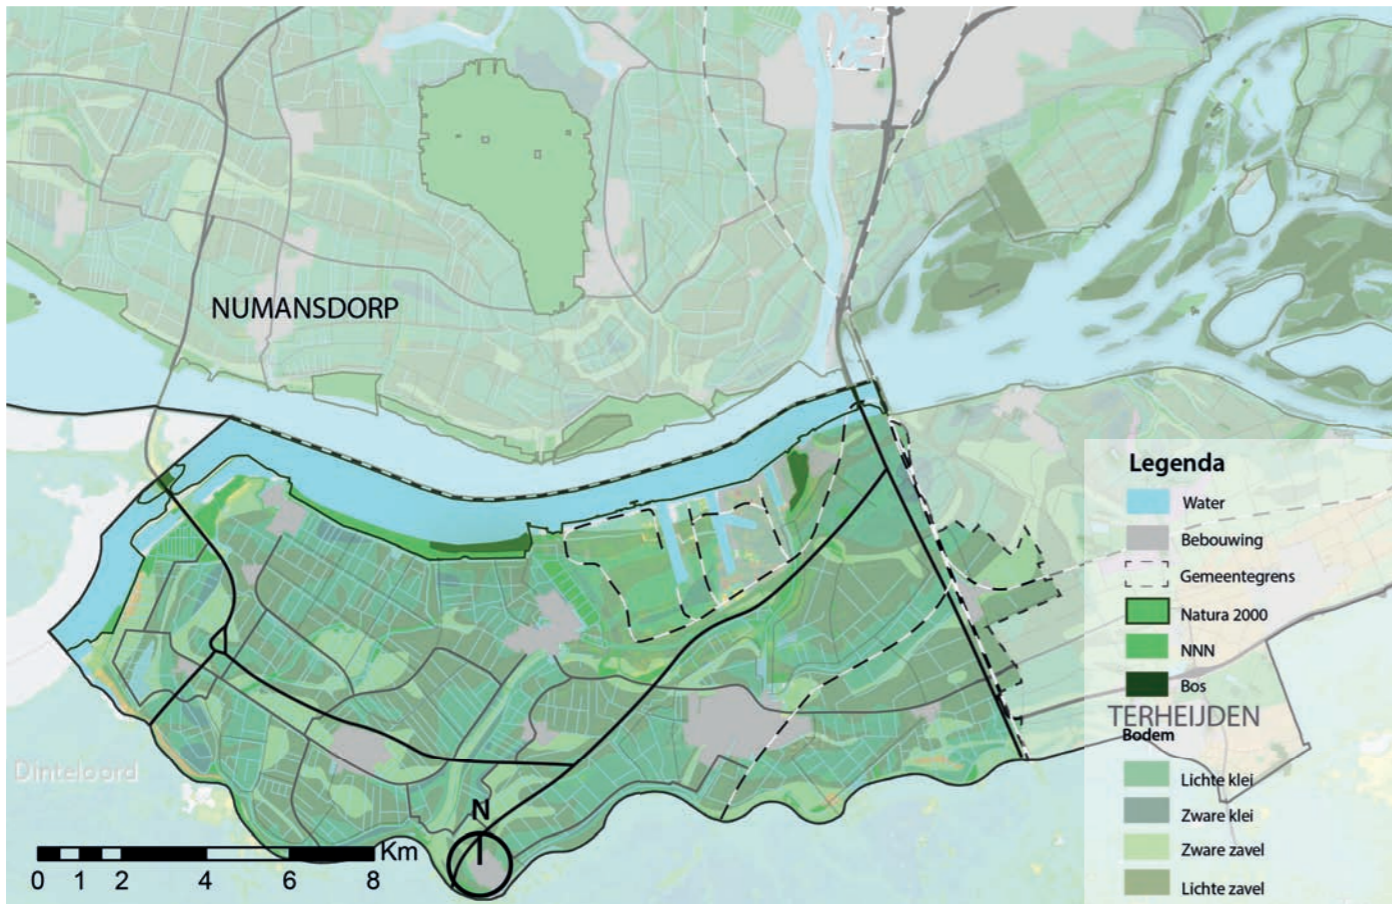 NUMANSDORP
Legenda
Water
Bebouwing
Gemeentegrens
Natura 2000
NNN
Bos
TERHEIJDEN
Bodem
Lichte klei
Zware klei
Zware zavel
Lichte zavel
Dinteloord
N
Km
0 1 2 4 6 8